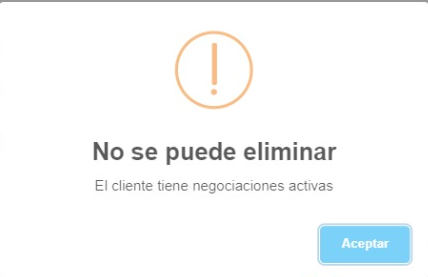 No se puede eliminar
El cliente tiene negociaciones activas
Aceptar